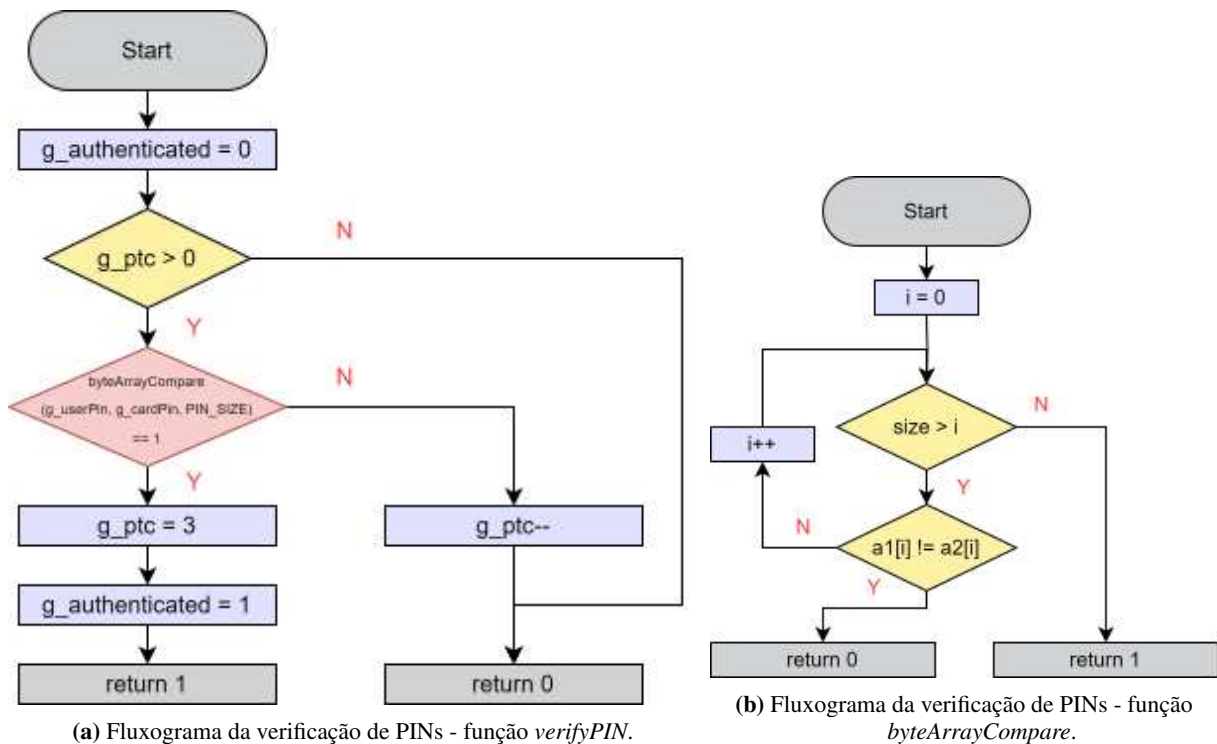 Start
g_authenticated = 0
g_ptc > 0
N
Y
byteArrayCompare
(g_userPin, g_cardPin, PIN_SIZE)
== 1
N
Y
g_ptc = 3
g_ptc--
g_authenticated = 1
return 1
return 0
(a) Fluxograma da verificação de PINs - função verifyPIN.
Start
i = 0
size > i
N
i++
Y
a1[i] != a2[i]
N
Y
return 0
return 1
(b) Fluxograma da verificação de PINs - função
byteArrayCompare.